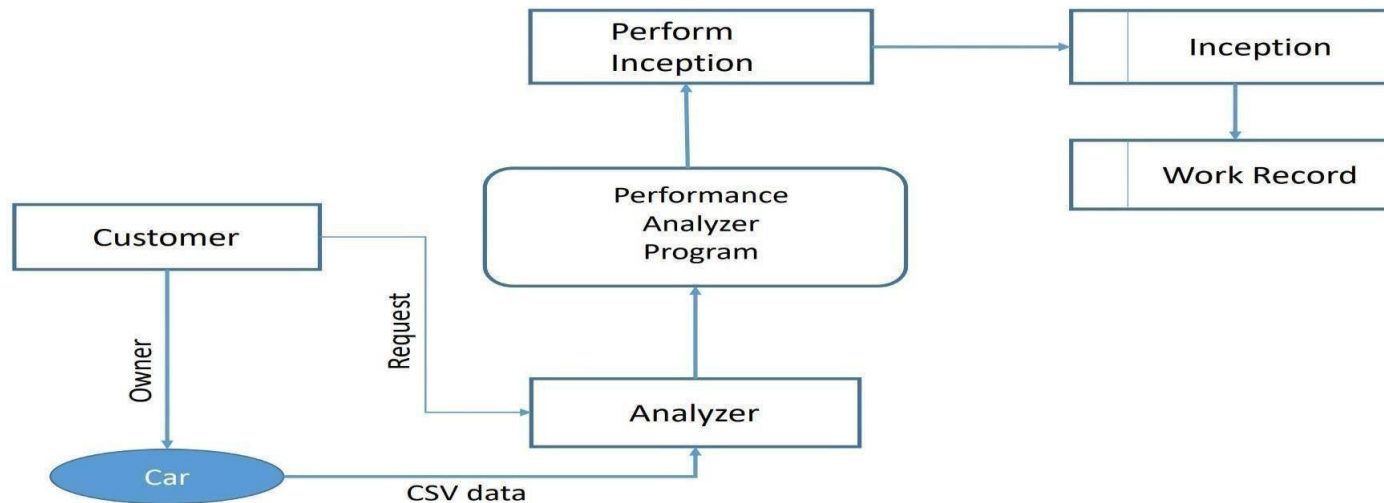 Perform
Inception
Inception
Work Record
Performance
Analyzer
Program
Customer
Owner
Request
Analyzer
Car
CSV data